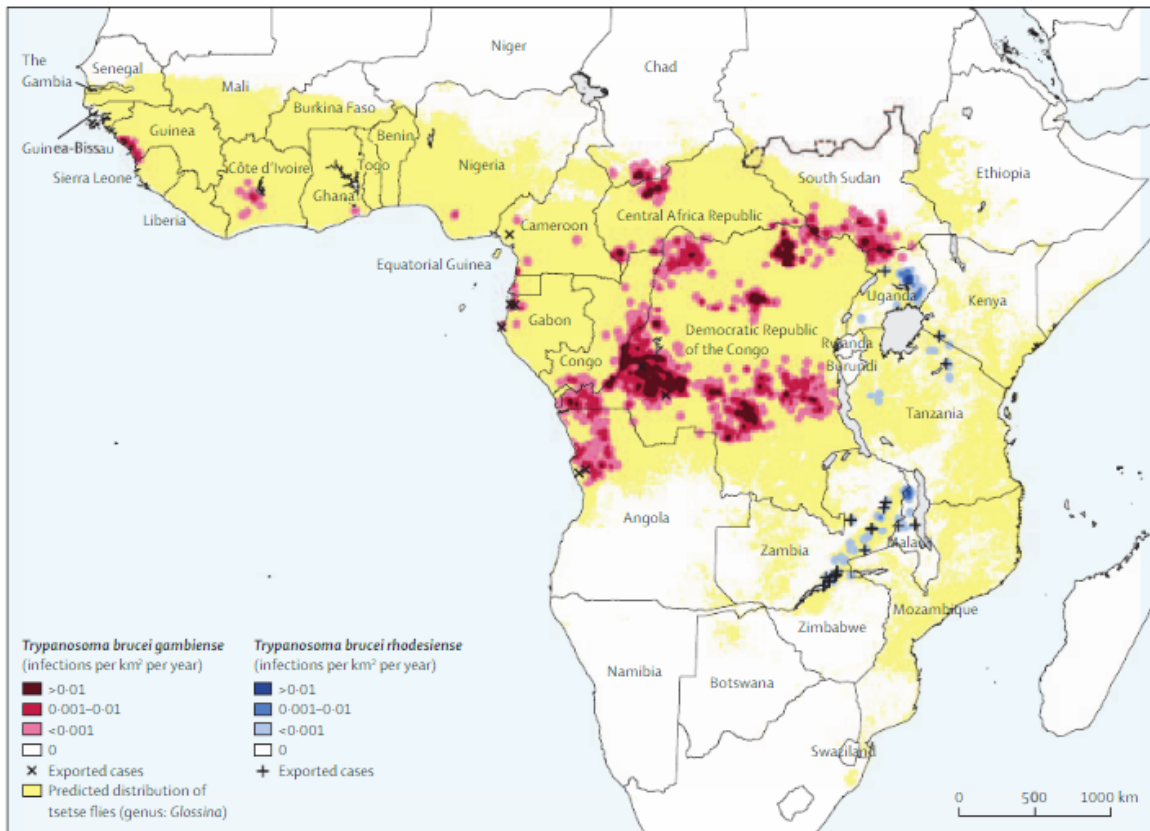 Niger
Chad
The
Gambia
Senegal
Mali
Burkina Faso
Guinea
Benin
Guinea-Bissau
Côte d'Ivoire
Togo
Nigeria
Ghana
Sierra Leone
Liberia
South Sudan
Ethiopia
Central Africa Republic
Cameroon
Equatorial Guinea
Uganda
Kenya
Gabon
Democratic Republic
of the Congo
Congo
Rwanda
Burundi
Tanzania
Angola
Zambia
Malawi
Mozambique
Zimbabwe
Namibia
Botswana
Swaziland
Trypanosoma brucei gambiense
(infections per km² per year)
>0·01
0·001–0·01
<0·001
0
Exported cases
Predicted distribution of
tsetse flies (genus: Glossina)
Trypanosoma brucei rhodesiense
(infections per km² per year)
>0·01
0·001–0·01
<0·001
0
Exported cases
0 500 1000 km